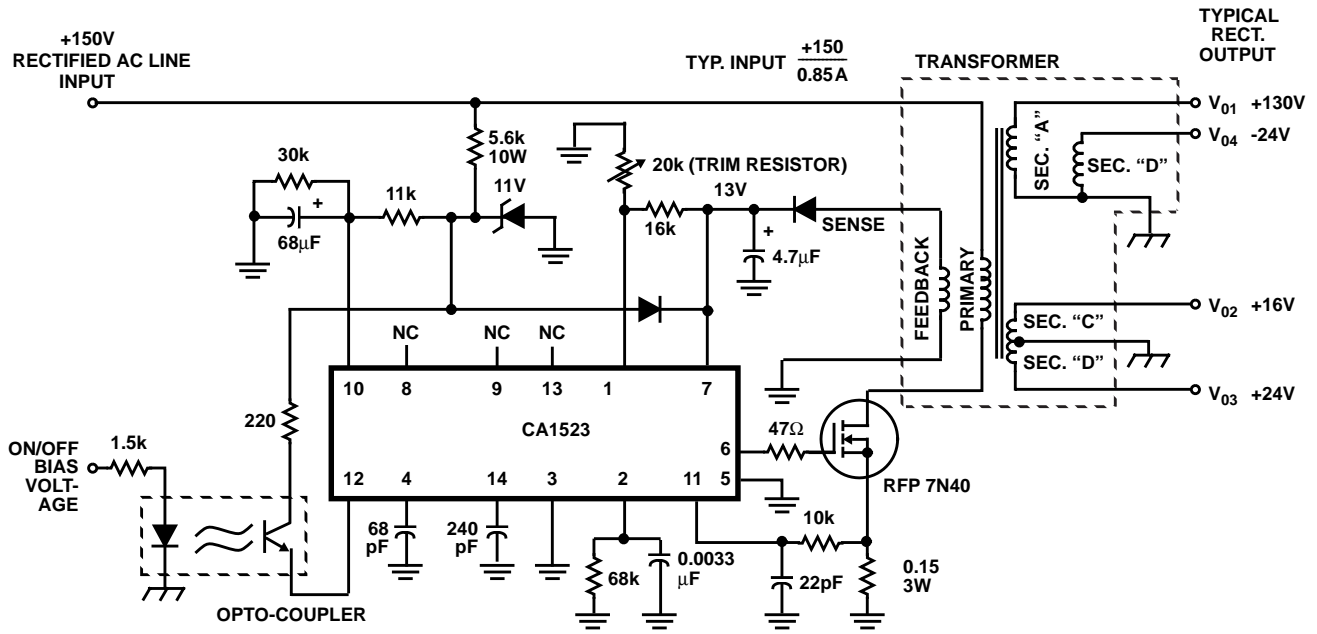 +150V
RECTIFIED AC LINE
INPUT
TYP. INPUT +150
0.85A
TRANSFORMER
TYPICAL
RECT.
OUTPUT
V01 +130V
V04 -24V
SEC. “A”
SEC. “D”
5.6k
10W
30k
+
68µF
11k
11V
20k (TRIM RESISTOR)
13V
16k
SENSE
+
4.7µF
FEEDBACK
PRIMARY
SEC. “C”
SEC. “D”
V02 +16V
V03 +24V
NC
NC
NC
10
8
9
13
1
7
CA1523
6
5
12
4
14
3
2
11
220
ON/OFF
BIAS
VOLT-
AGE
1.5k
OPTO-COUPLER
68
pF
240
pF
68k
0.0033
µF
47Ω
RFP 7N40
10k
22pF
0.15
3W